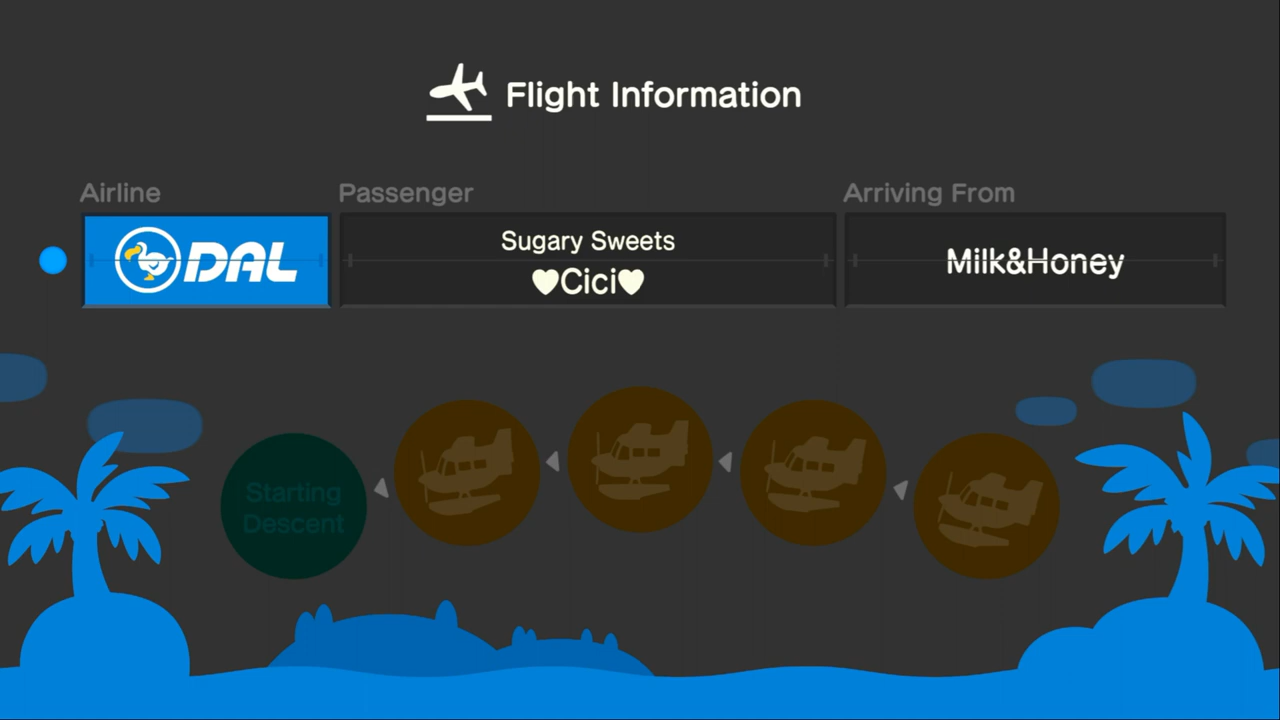 Flight Information
Airline
Passenger
Arriving From
DAL
Sugary Sweets
♥Cici♥
Milk&Honey
Starting
Descent